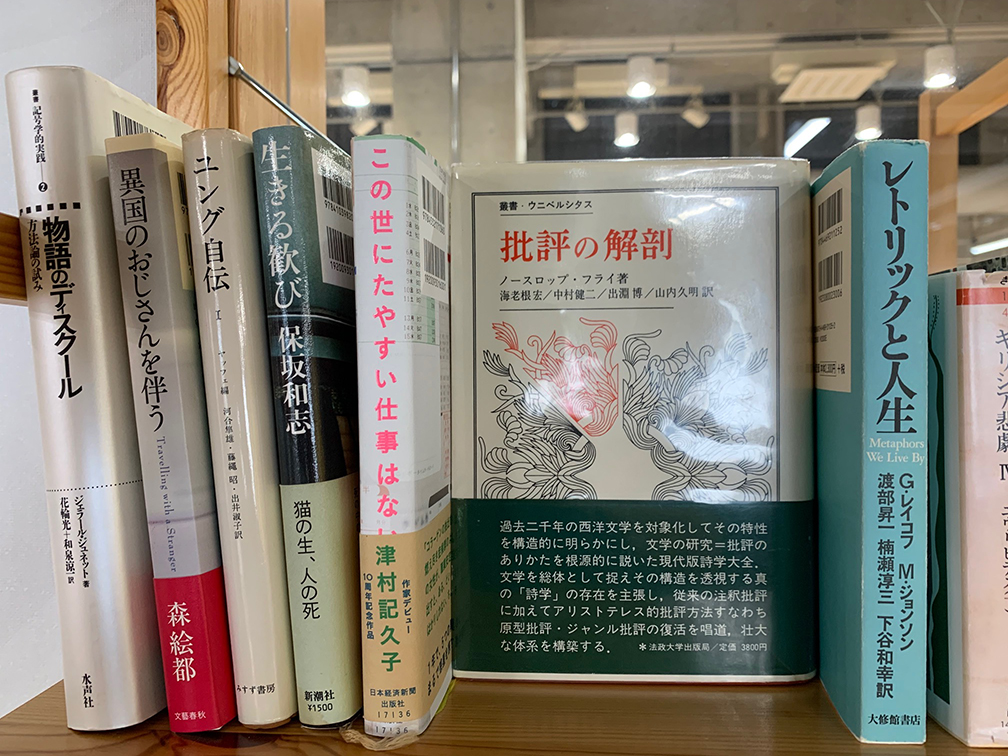 叢書 記号学的実践 2
物語のディスクール
方法論の試み
ジェラール・ジュネット 著
花輪光+和泉涼一 訳
水声社
異国のおじさんを伴う
Travelling with a Stranger
森 絵都
文藝春秋
ユング自伝 I
ヤッフェ編 河合隼雄・藤縄 昭・出井淑子訳
みすず書房
生きる歓び 保坂和志
猫の生、人の死
新潮社
¥1500
この世にたやすい仕事はない
津村記久子
作家デビュー
10周年記念作品
日本経済新聞
出版社
17136
17136
叢書・ウニベルシタス
批評の解剖
ノースロップ・フライ著
海老根宏/中村健二/出淵 博/山内久明 訳
過去二千年の西洋文学を対象化してその特性
を構造的に明らかにし,文学の研究=批評の
ありかたを根源的に説いた現代版詩学大全.
文学を総体として捉えその構造を透視する真
の「詩学」の存在を主張し,従来の注釈批評
に加えてアリストテレス的批評方法すなわち
原型批評・ジャンル批評の復活を唱道,壮大
な体系を構築する.
*法政大学出版局/定価 3800円
レトリックと人生
Metaphors
We Live By
G・レイコフ M・ジョンソン
渡部昇一 楠瀬淳三 下谷和幸訳
大修館書店
ギリシア悲劇 IV